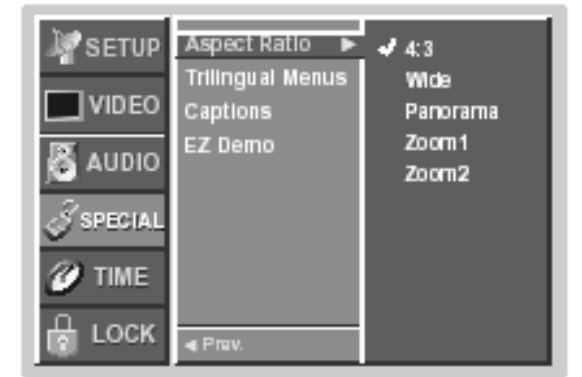 SETUP
VIDEO
AUDIO
SPECIAL
TIME
LOCK
Aspect Ratio
Trilingual Menus
Captions
EZ Demo
Prev.
4:3
Wide
Panorama
Zoom1
Zoom2